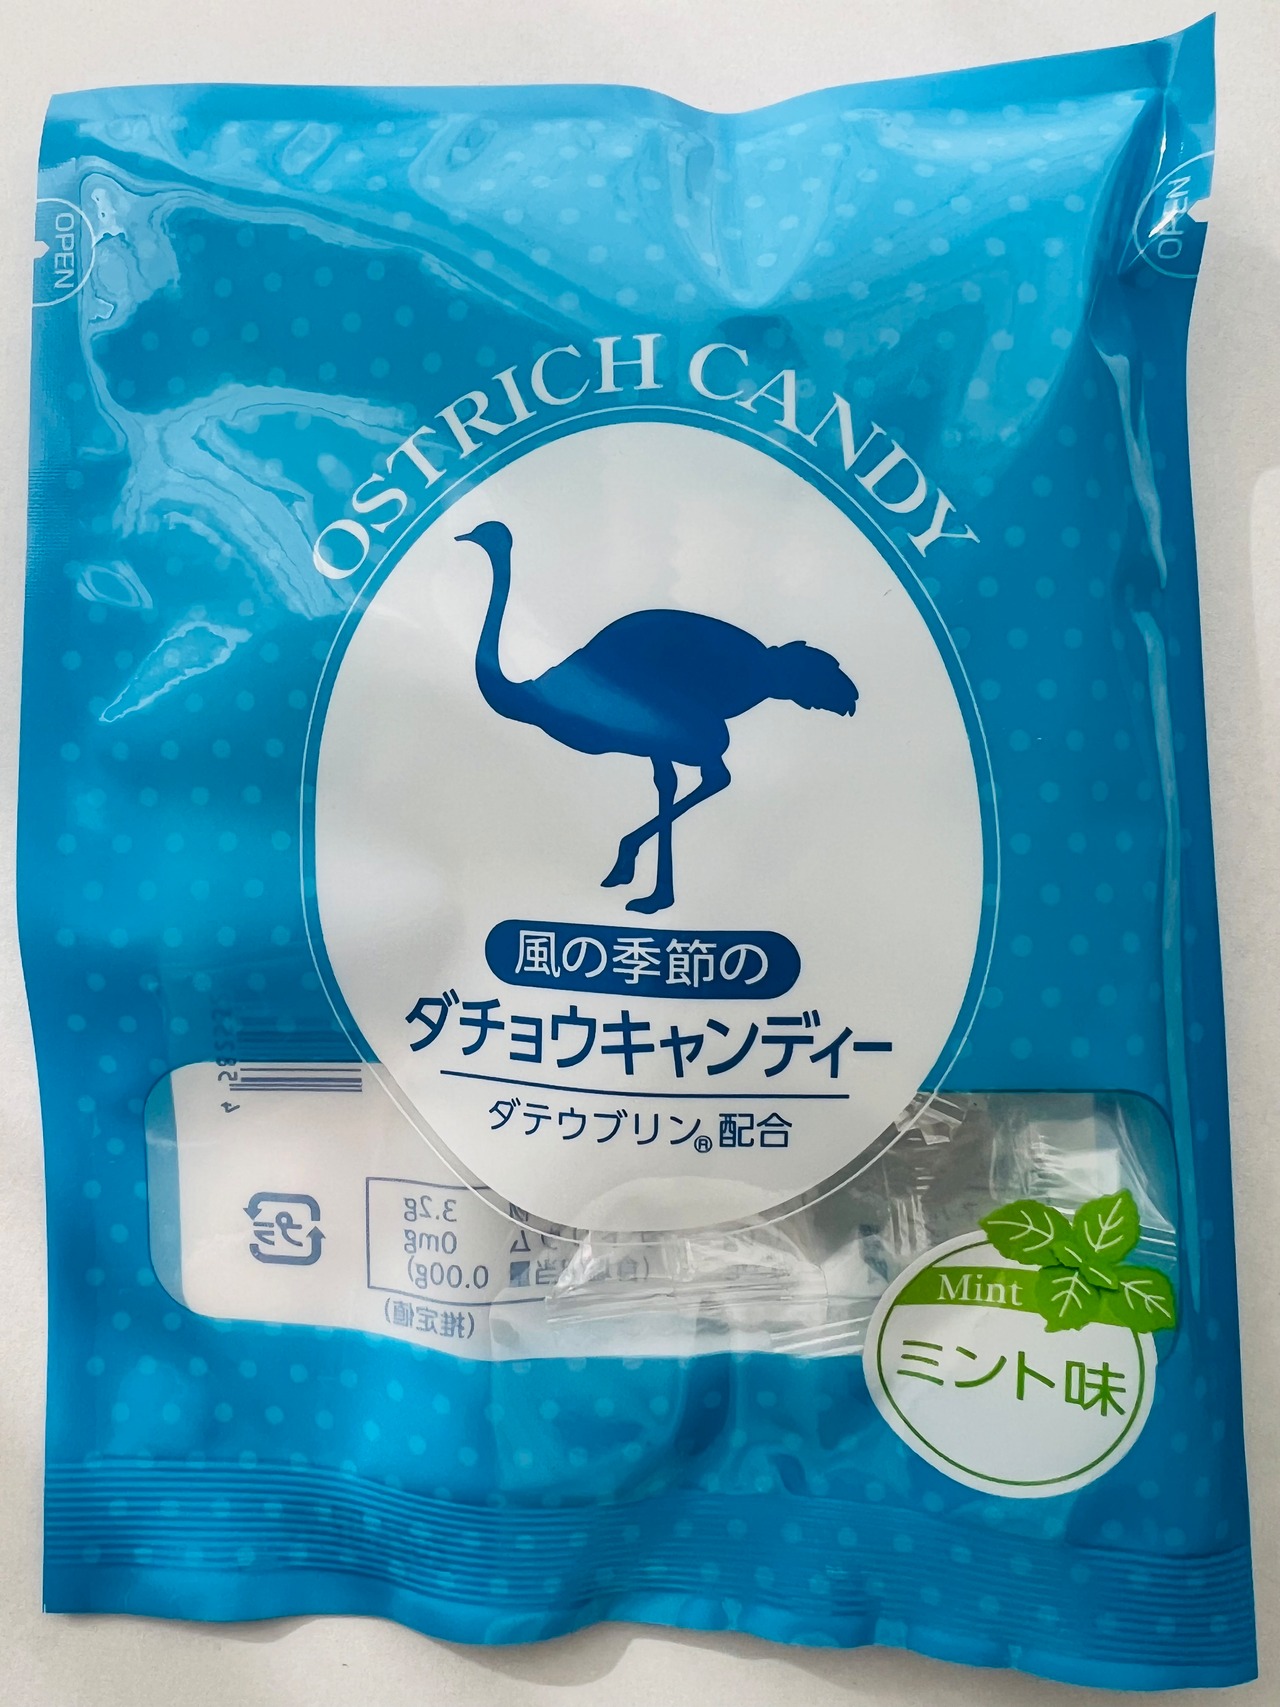 OPEN
OPEN
OSTRICH CANDY
風の季節の
ダチョウキャンディー
ダテウブリン®配合
3.2g
0mg
0.00g)
(推定値)
プラ
Mint
ミント味